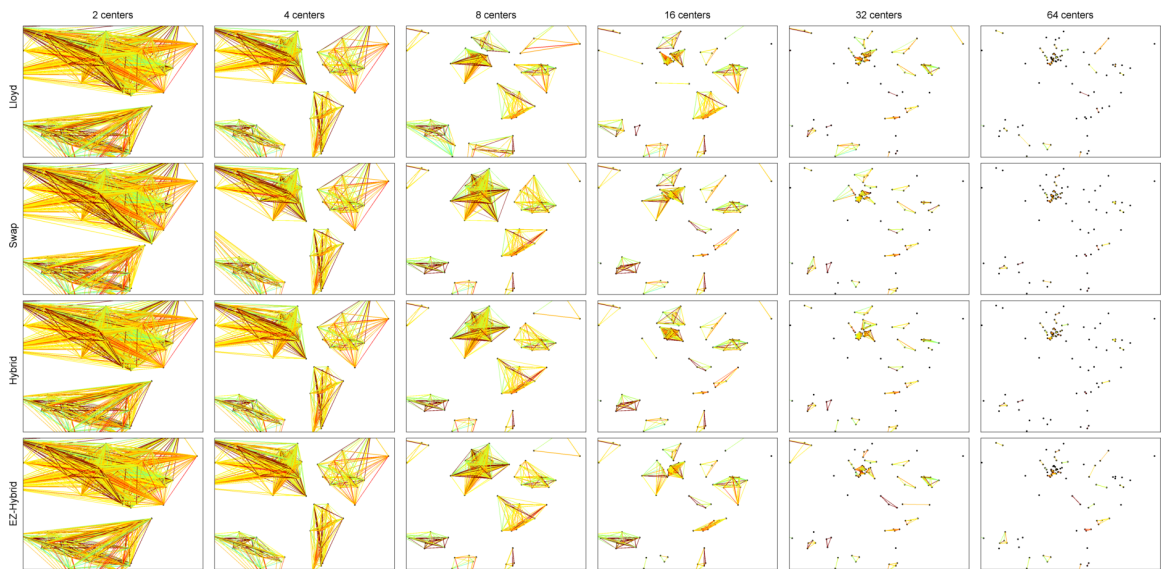 2 centers
4 centers
8 centers
16 centers
32 centers
64 centers
Lloyd
Swap
Hybrid
EZ-Hybrid